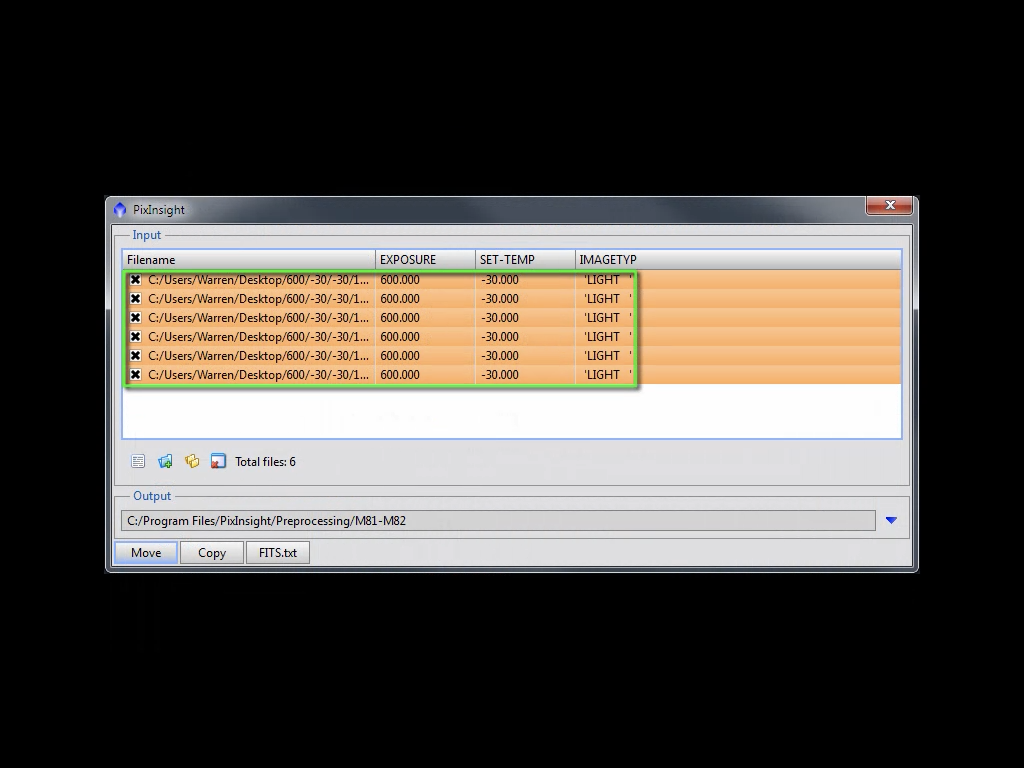 PixInsight
Input
Filename EXPOSURE SET-TEMP IMAGETYP
C:/Users/Warren/Desktop/600/-30/-30/1... 600.000 -30.000 'LIGHT '
C:/Users/Warren/Desktop/600/-30/-30/1... 600.000 -30.000 'LIGHT '
C:/Users/Warren/Desktop/600/-30/-30/1... 600.000 -30.000 'LIGHT '
C:/Users/Warren/Desktop/600/-30/-30/1... 600.000 -30.000 'LIGHT '
C:/Users/Warren/Desktop/600/-30/-30/1... 600.000 -30.000 'LIGHT '
C:/Users/Warren/Desktop/600/-30/-30/1... 600.000 -30.000 'LIGHT '
Total files: 6
Output
C:/Program Files/PixInsight/Preprocessing/M81-M82
Move Copy FITS.txt